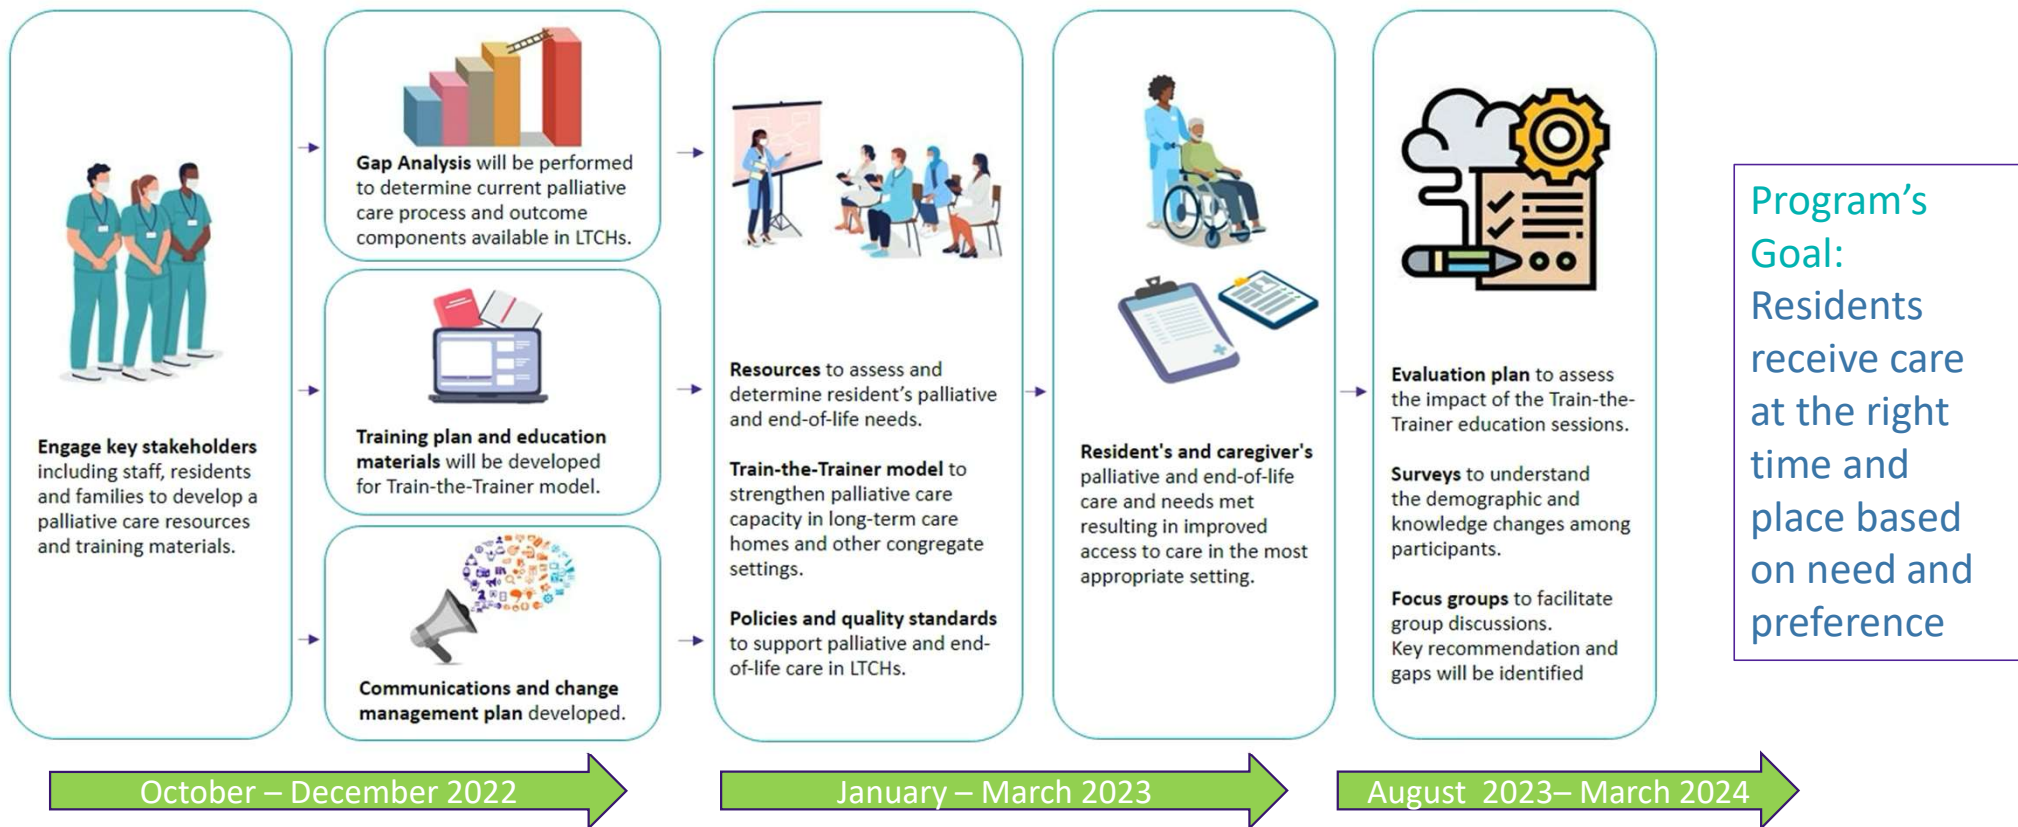 Engage key stakeholders
including staff, residents
and families to develop a
palliative care resources
and training materials.
Gap Analysis will be performed
to determine current palliative
care process and outcome
components available in LTCHs.
Training plan and education
materials will be developed
for Train-the-Trainer model.
Communications and change
management plan developed.
Resources to assess and
determine resident's palliative
and end-of-life needs.
Train-the-Trainer model to
strengthen palliative care
capacity in long-term care
homes and other congregate
settings.
Policies and quality standards
to support palliative and end-
of-life care in LTCHs.
Resident's and caregiver's
palliative and end-of-life
care and needs met
resulting in improved
access to care in the most
appropriate setting.
Evaluation plan to assess
the impact of the Train-the-
Trainer education sessions.
Surveys to understand
the demographic and
knowledge changes among
participants.
Focus groups to facilitate
group discussions.
Key recommendation and
gaps will be identified
Program’s
Goal:
Residents
receive care
at the right
time and
place based
on need and
preference
October – December 2022
January – March 2023
August  2023– March 2024